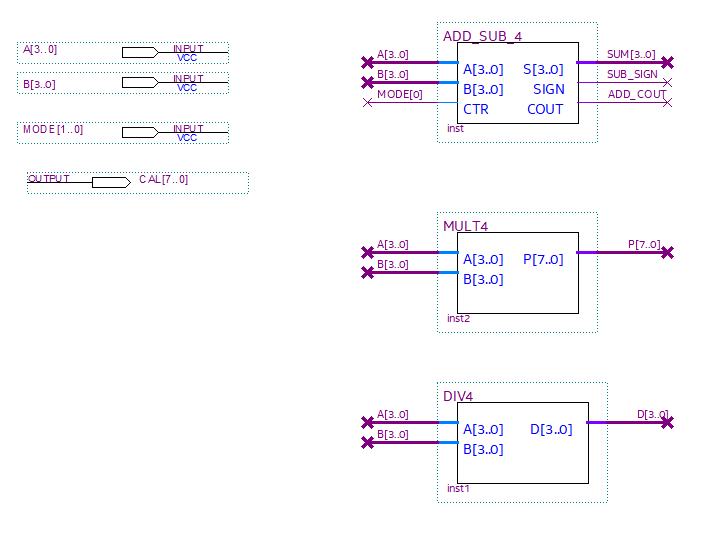 A[3..0]
INPUT
VCC
B[3..0]
INPUT
VCC
MODE[1..0]
INPUT
VCC
OUTPUT
CAL[7..0]
ADD_SUB_4
A[3..0]
B[3..0]
MODE[0]
A[3..0] S[3..0]
B[3..0] SIGN
CTR COUT
SUM[3..0]
SUB_SIGN
ADD_COUT
inst
MULT4
A[3..0]
B[3..0]
A[3..0] P[7..0]
B[3..0]
P[7..0]
inst2
DIV4
A[3..0]
B[3..0]
A[3..0] D[3..0]
B[3..0]
D[3..0]
inst1